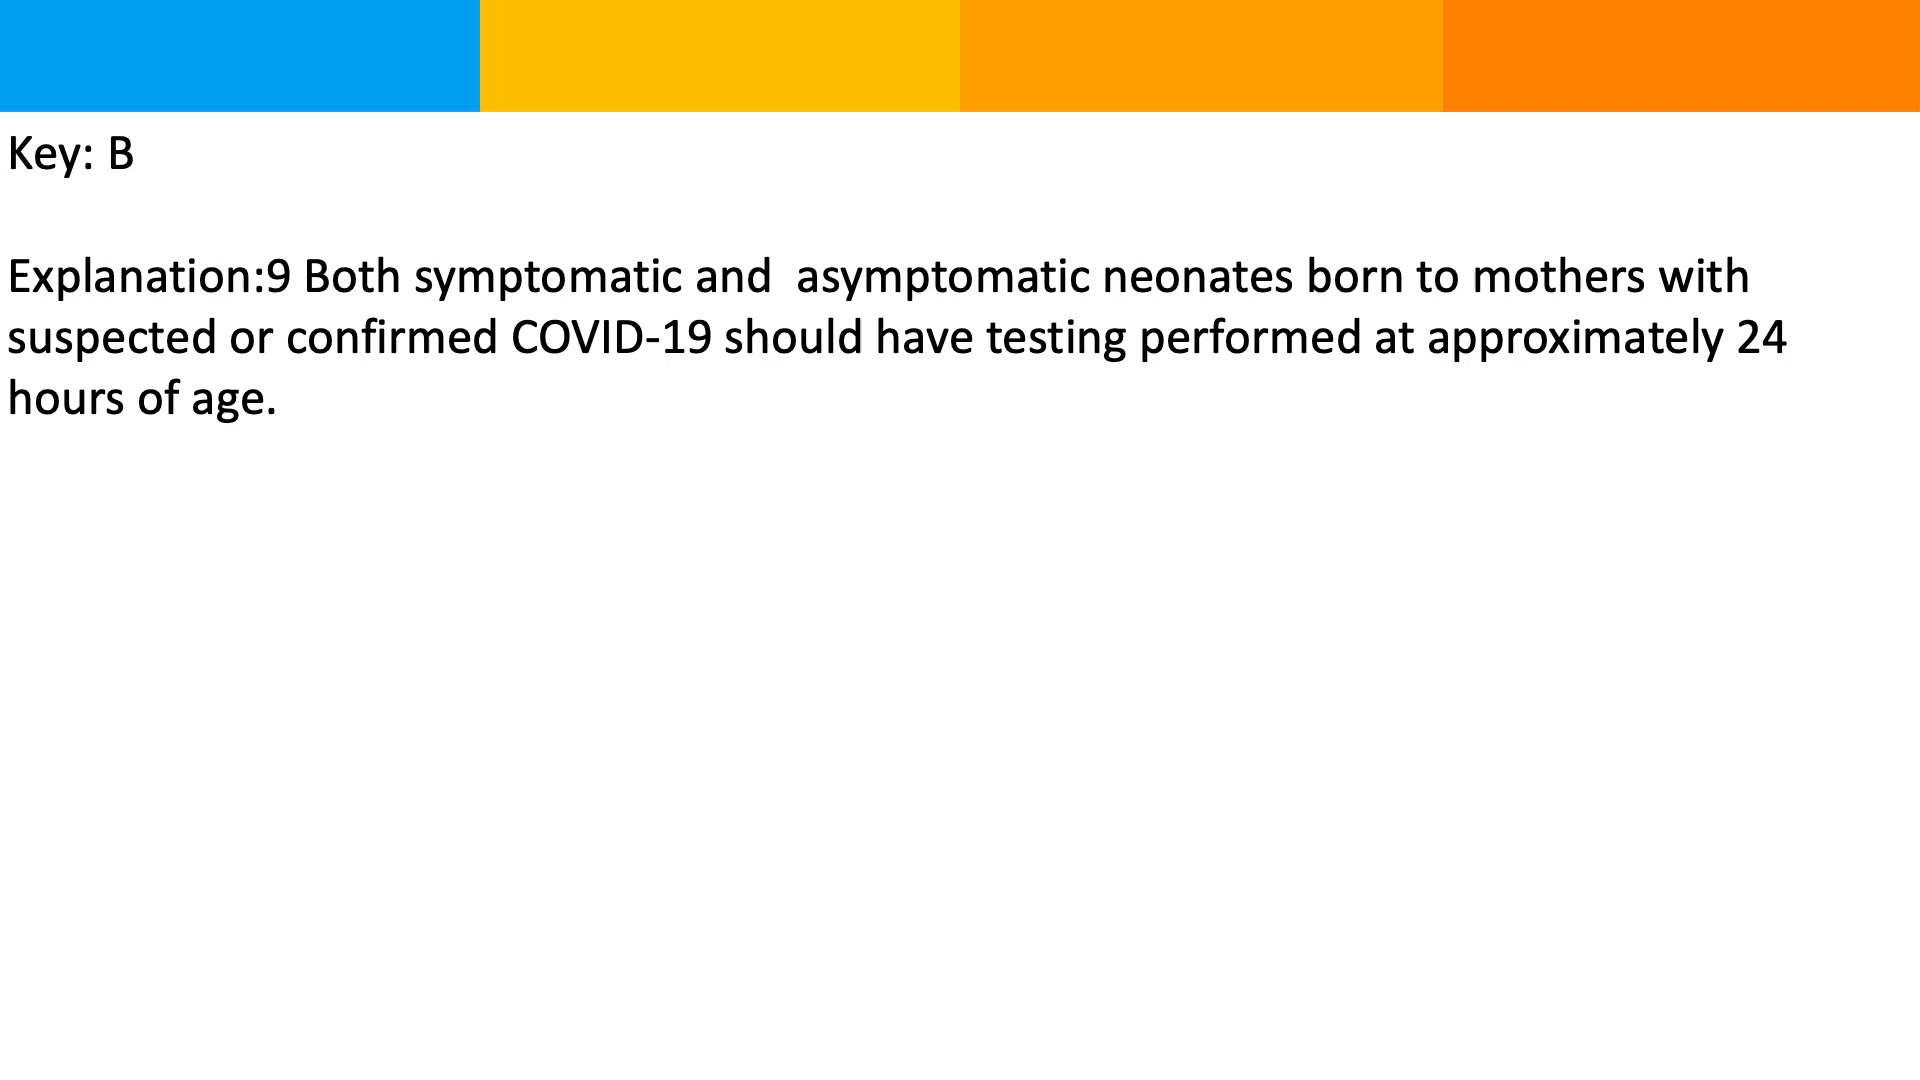 Key: B
Explanation:9 Both symptomatic and  asymptomatic neonates born to mothers with
suspected or confirmed COVID-19 should have testing performed at approximately 24
hours of age.